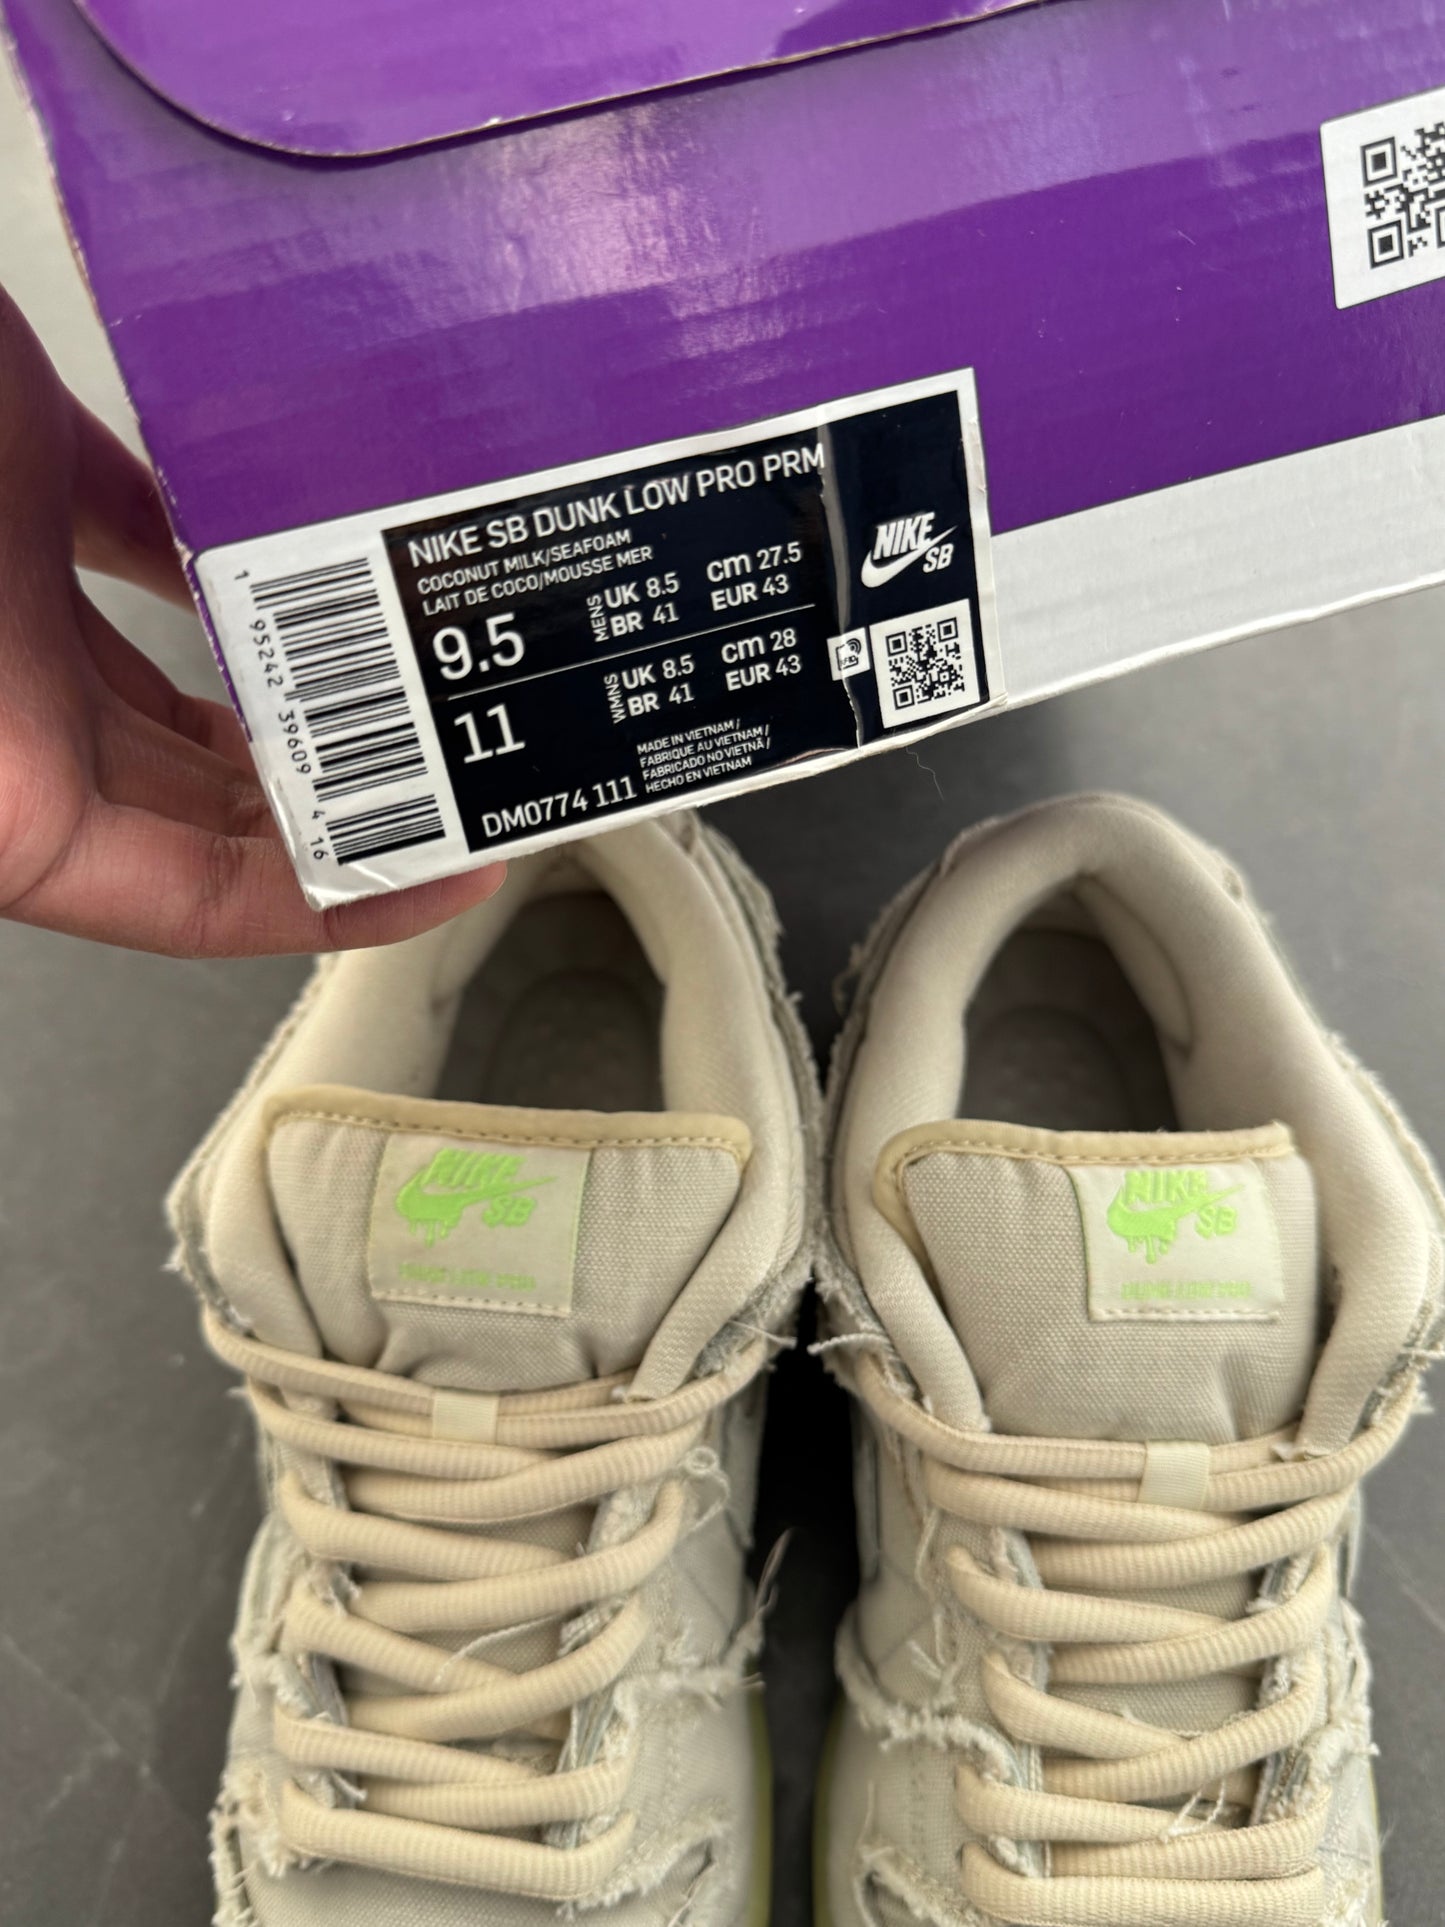 NIKE SB DUNK LOW PRO PRM
COCONUT MILK/SEAFOAM
LAIT DE COCO/MOUSSE MER
9.5 MENS UK 8.5 cm 27.5
BR 41 EUR 43
11 WMNS UK 8.5 cm 28
BR 41 EUR 43
MADE IN VIETNAM /
FABRIQUE AU VIETNAM /
FABRICADO NO VIETNÃ /
HECHO EN VIETNAM
DM0774 111
1 95242 39609 4 16
NIKE
SB
NIKE
SB
NIKE
SB